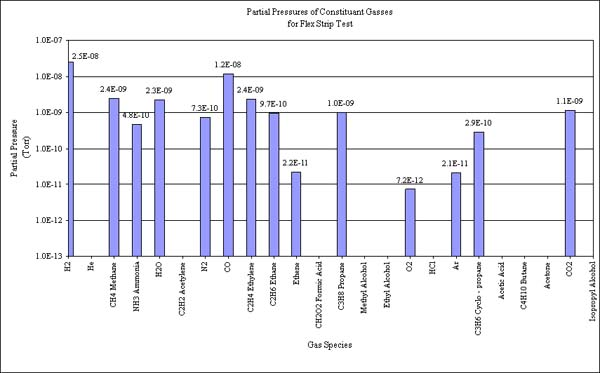 Partial Pressures of Constituant Gasses
for Flex Strip Test
Partial Pressure
(Torr)
1.0E-07
1.0E-08
1.0E-09
1.0E-10
1.0E-11
1.0E-12
1.0E-13
2.5E-08
2.4E-09
4.8E-10
2.3E-09
7.3E-10
1.2E-08
2.4E-09
9.7E-10
2.2E-11
1.0E-09
7.2E-12
2.1E-11
2.9E-10
1.1E-09
H2
He
CH4 Methane
NH3 Ammonia
H2O
C2H2 Acetylene
N2
CO
C2H4 Ethylene
C2H6 Ethane
Ethene
CH2O2 Formic Acid
C3H8 Propane
Methyl Alcohol
Ethyl Alcohol
O2
HCl
Ar
C3H6 Cyclo - propane
Acetic Acid
C4H10 Butane
Acetone
CO2
Isopropyl Alcohol
Gas Species